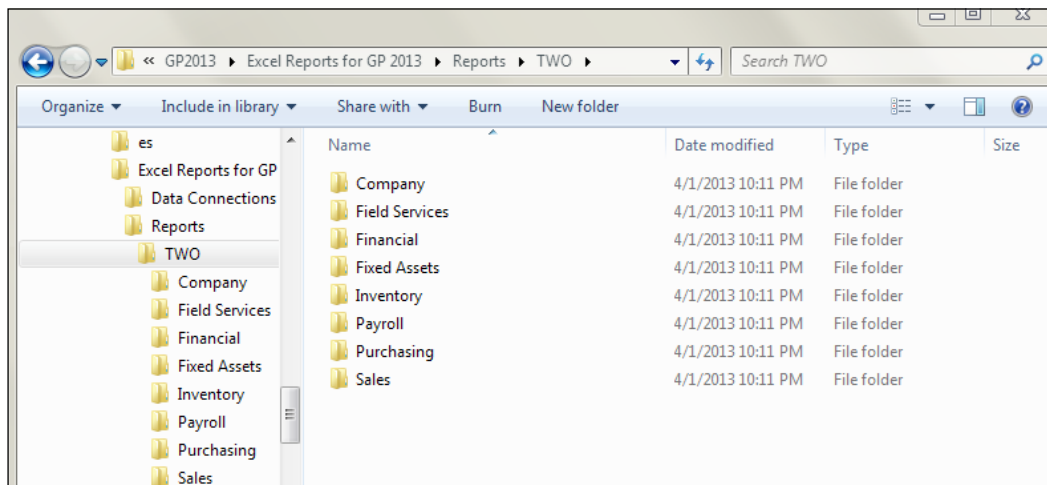 « GP2013 ▸ Excel Reports for GP 2013 ▸ Reports ▸ TWO ▸ Search TWO
Organize Include in library Share with Burn New folder
es
Excel Reports for GP
Data Connections
Reports
TWO
Company
Field Services
Financial
Fixed Assets
Inventory
Payroll
Purchasing
Sales
Name Date modified Type Size
Company 4/1/2013 10:11 PM File folder
Field Services 4/1/2013 10:11 PM File folder
Financial 4/1/2013 10:11 PM File folder
Fixed Assets 4/1/2013 10:11 PM File folder
Inventory 4/1/2013 10:11 PM File folder
Payroll 4/1/2013 10:11 PM File folder
Purchasing 4/1/2013 10:11 PM File folder
Sales 4/1/2013 10:11 PM File folder